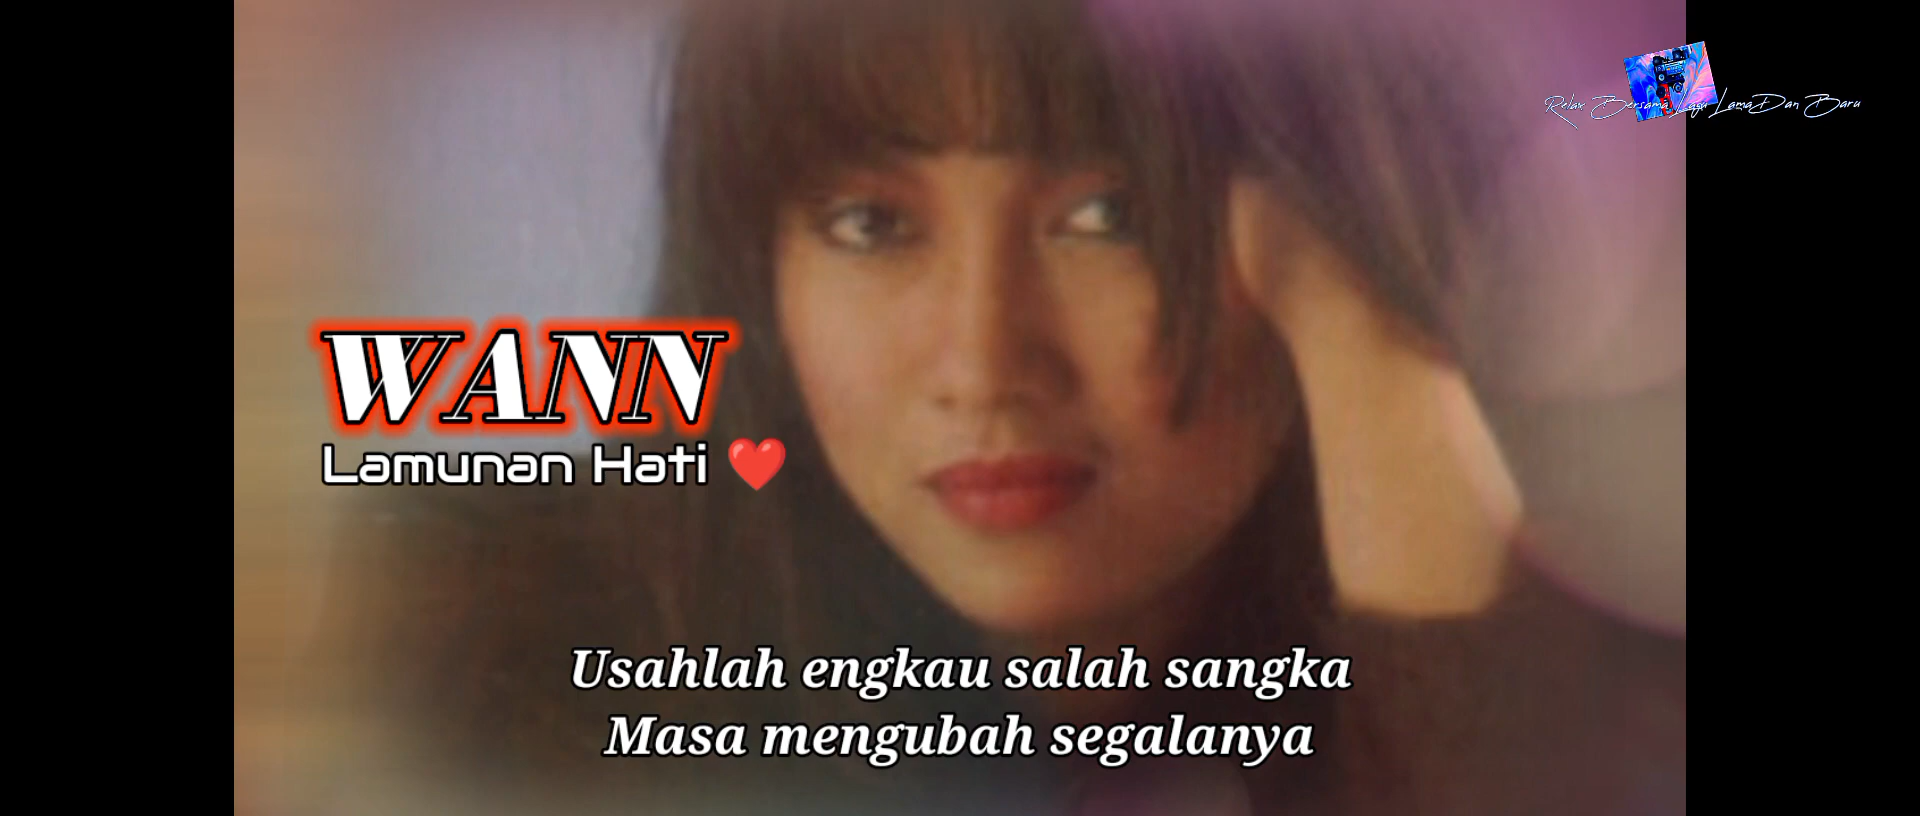 Relax Bersama Lagu Lama Dan Baru
WANN
Lamunan Hati ❤️
Usahlah engkau salah sangka
Masa mengubah segalanya